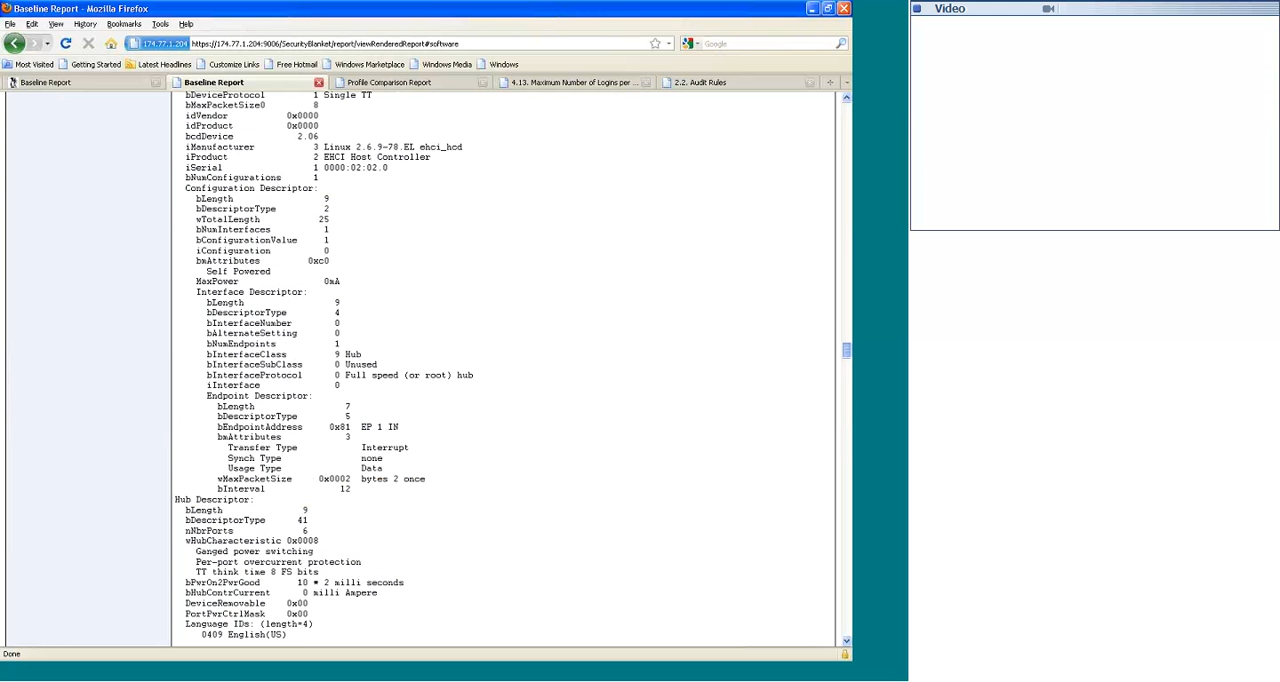 Baseline Report - Mozilla Firefox
Video
File Edit View History Bookmarks Tools Help
174.77.1.204 https://174.77.1.204:9006/SecurityBlanket/report/viewRenderedReport#software
Google
Most Visited Getting Started Latest Headlines Customize Links Free Hotmail Windows Marketplace Windows Media Windows
Baseline Report Baseline Report Profile Comparison Report 4.13. Maximum Number of Logins per ... 2.2. Audit Rules
bDeviceProtocol 1 Single TT
bMaxPacketSize0 8
idVendor 0x0000
idProduct 0x0000
bcdDevice 2.06
iManufacturer 3 Linux 2.6.9-78.EL ehci_hcd
iProduct 2 EHCI Host Controller
iSerial 1 0000:02:02.0
bNumConfigurations 1
Configuration Descriptor:
bLength 9
bDescriptorType 2
wTotalLength 25
bNumInterfaces 1
bConfigurationValue 1
iConfiguration 0
bmAttributes 0xc0
Self Powered
MaxPower 0mA
Interface Descriptor:
bLength 9
bDescriptorType 4
bInterfaceNumber 0
bAlternateSetting 0
bNumEndpoints 1
bInterfaceClass 9 Hub
bInterfaceSubClass 0 Unused
bInterfaceProtocol 0 Full speed (or root) hub
iInterface 0
Endpoint Descriptor:
bLength 7
bDescriptorType 5
bEndpointAddress 0x81 EP 1 IN
bmAttributes 3
Transfer Type Interrupt
Synch Type none
Usage Type Data
wMaxPacketSize 0x0002 bytes 2 once
bInterval 12
Hub Descriptor:
bLength 9
bDescriptorType 41
nNbrPorts 6
wHubCharacteristic 0x0008
Ganged power switching
Per-port overcurrent protection
TT think time 8 FS bits
bPwrOn2PwrGood 10 * 2 milli seconds
bHubContrCurrent 0 milli Ampere
DeviceRemovable 0x00
PortPwrCtrlMask 0x00
Language IDs: (length=4)
0409 English(US)
Done